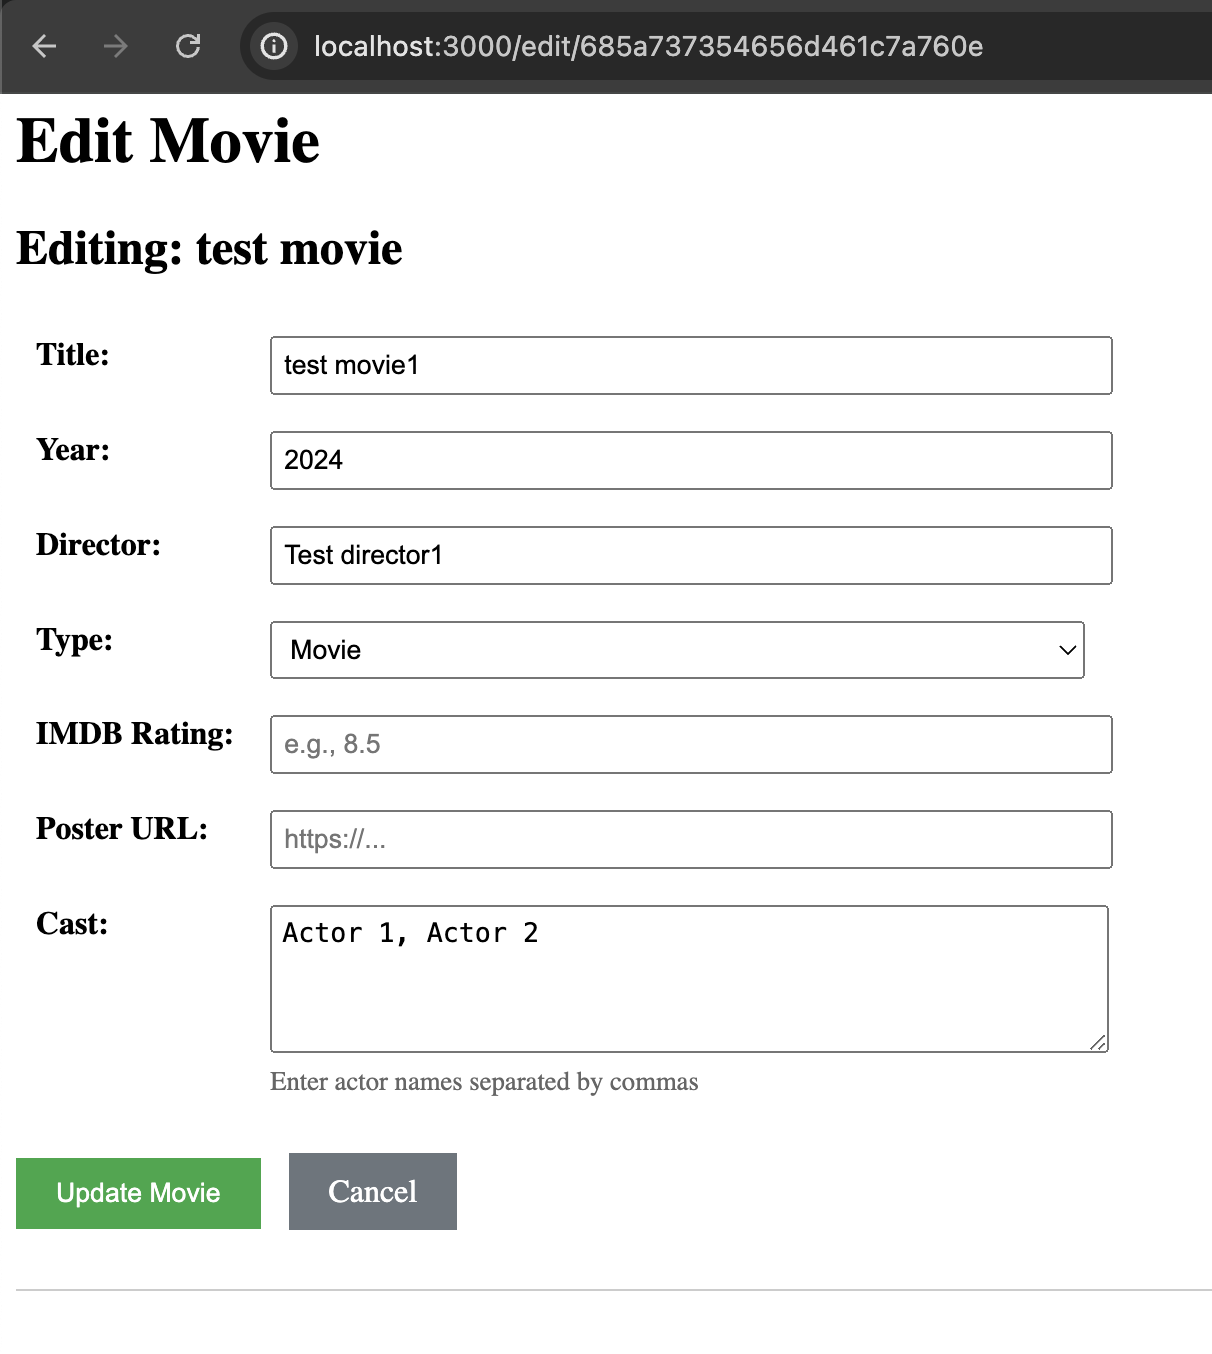 localhost:3000/edit/685a737354656d461c7a760e
Edit Movie
Editing: test movie
Title:
test movie1
Year:
2024
Director:
Test director1
Type:
Movie
IMDB Rating:
e.g., 8.5
Poster URL:
https://...
Cast:
Actor 1, Actor 2
Enter actor names separated by commas
Update Movie
Cancel